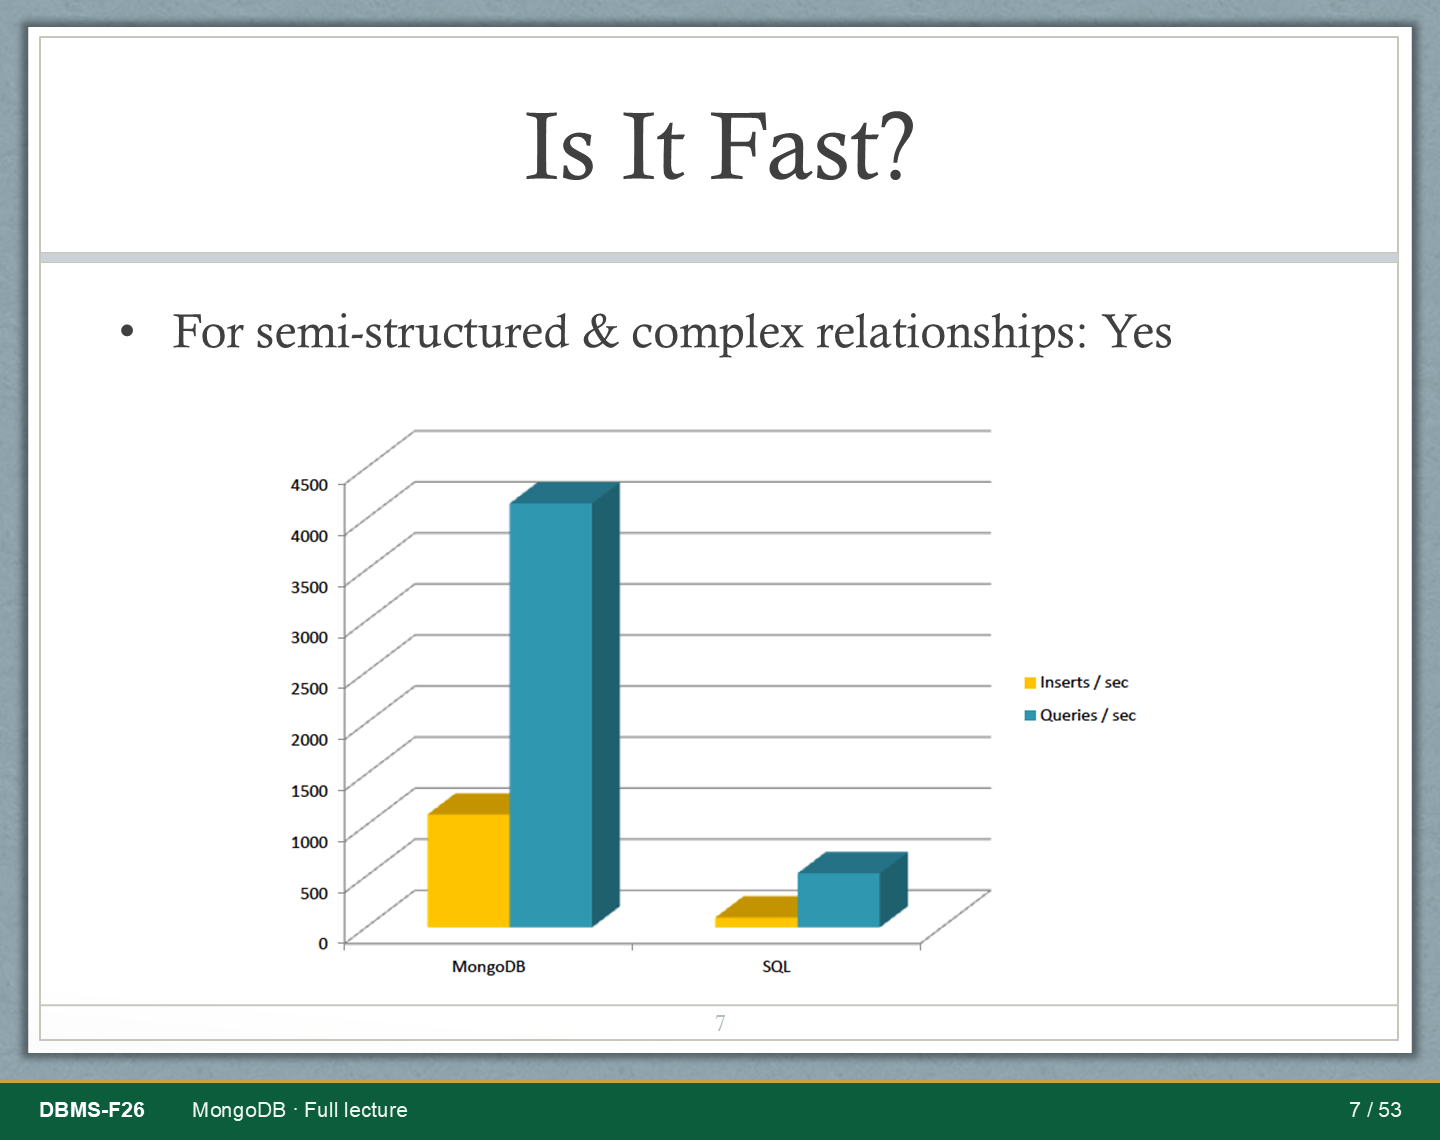 Is It Fast?
• For semi-structured & complex relationships: Yes
4500
4000
3500
3000
2500
2000
1500
1000
500
0
MongoDB
SQL
Inserts / sec
Queries / sec
7
DBMS-F26 MongoDB · Full lecture 7 / 53